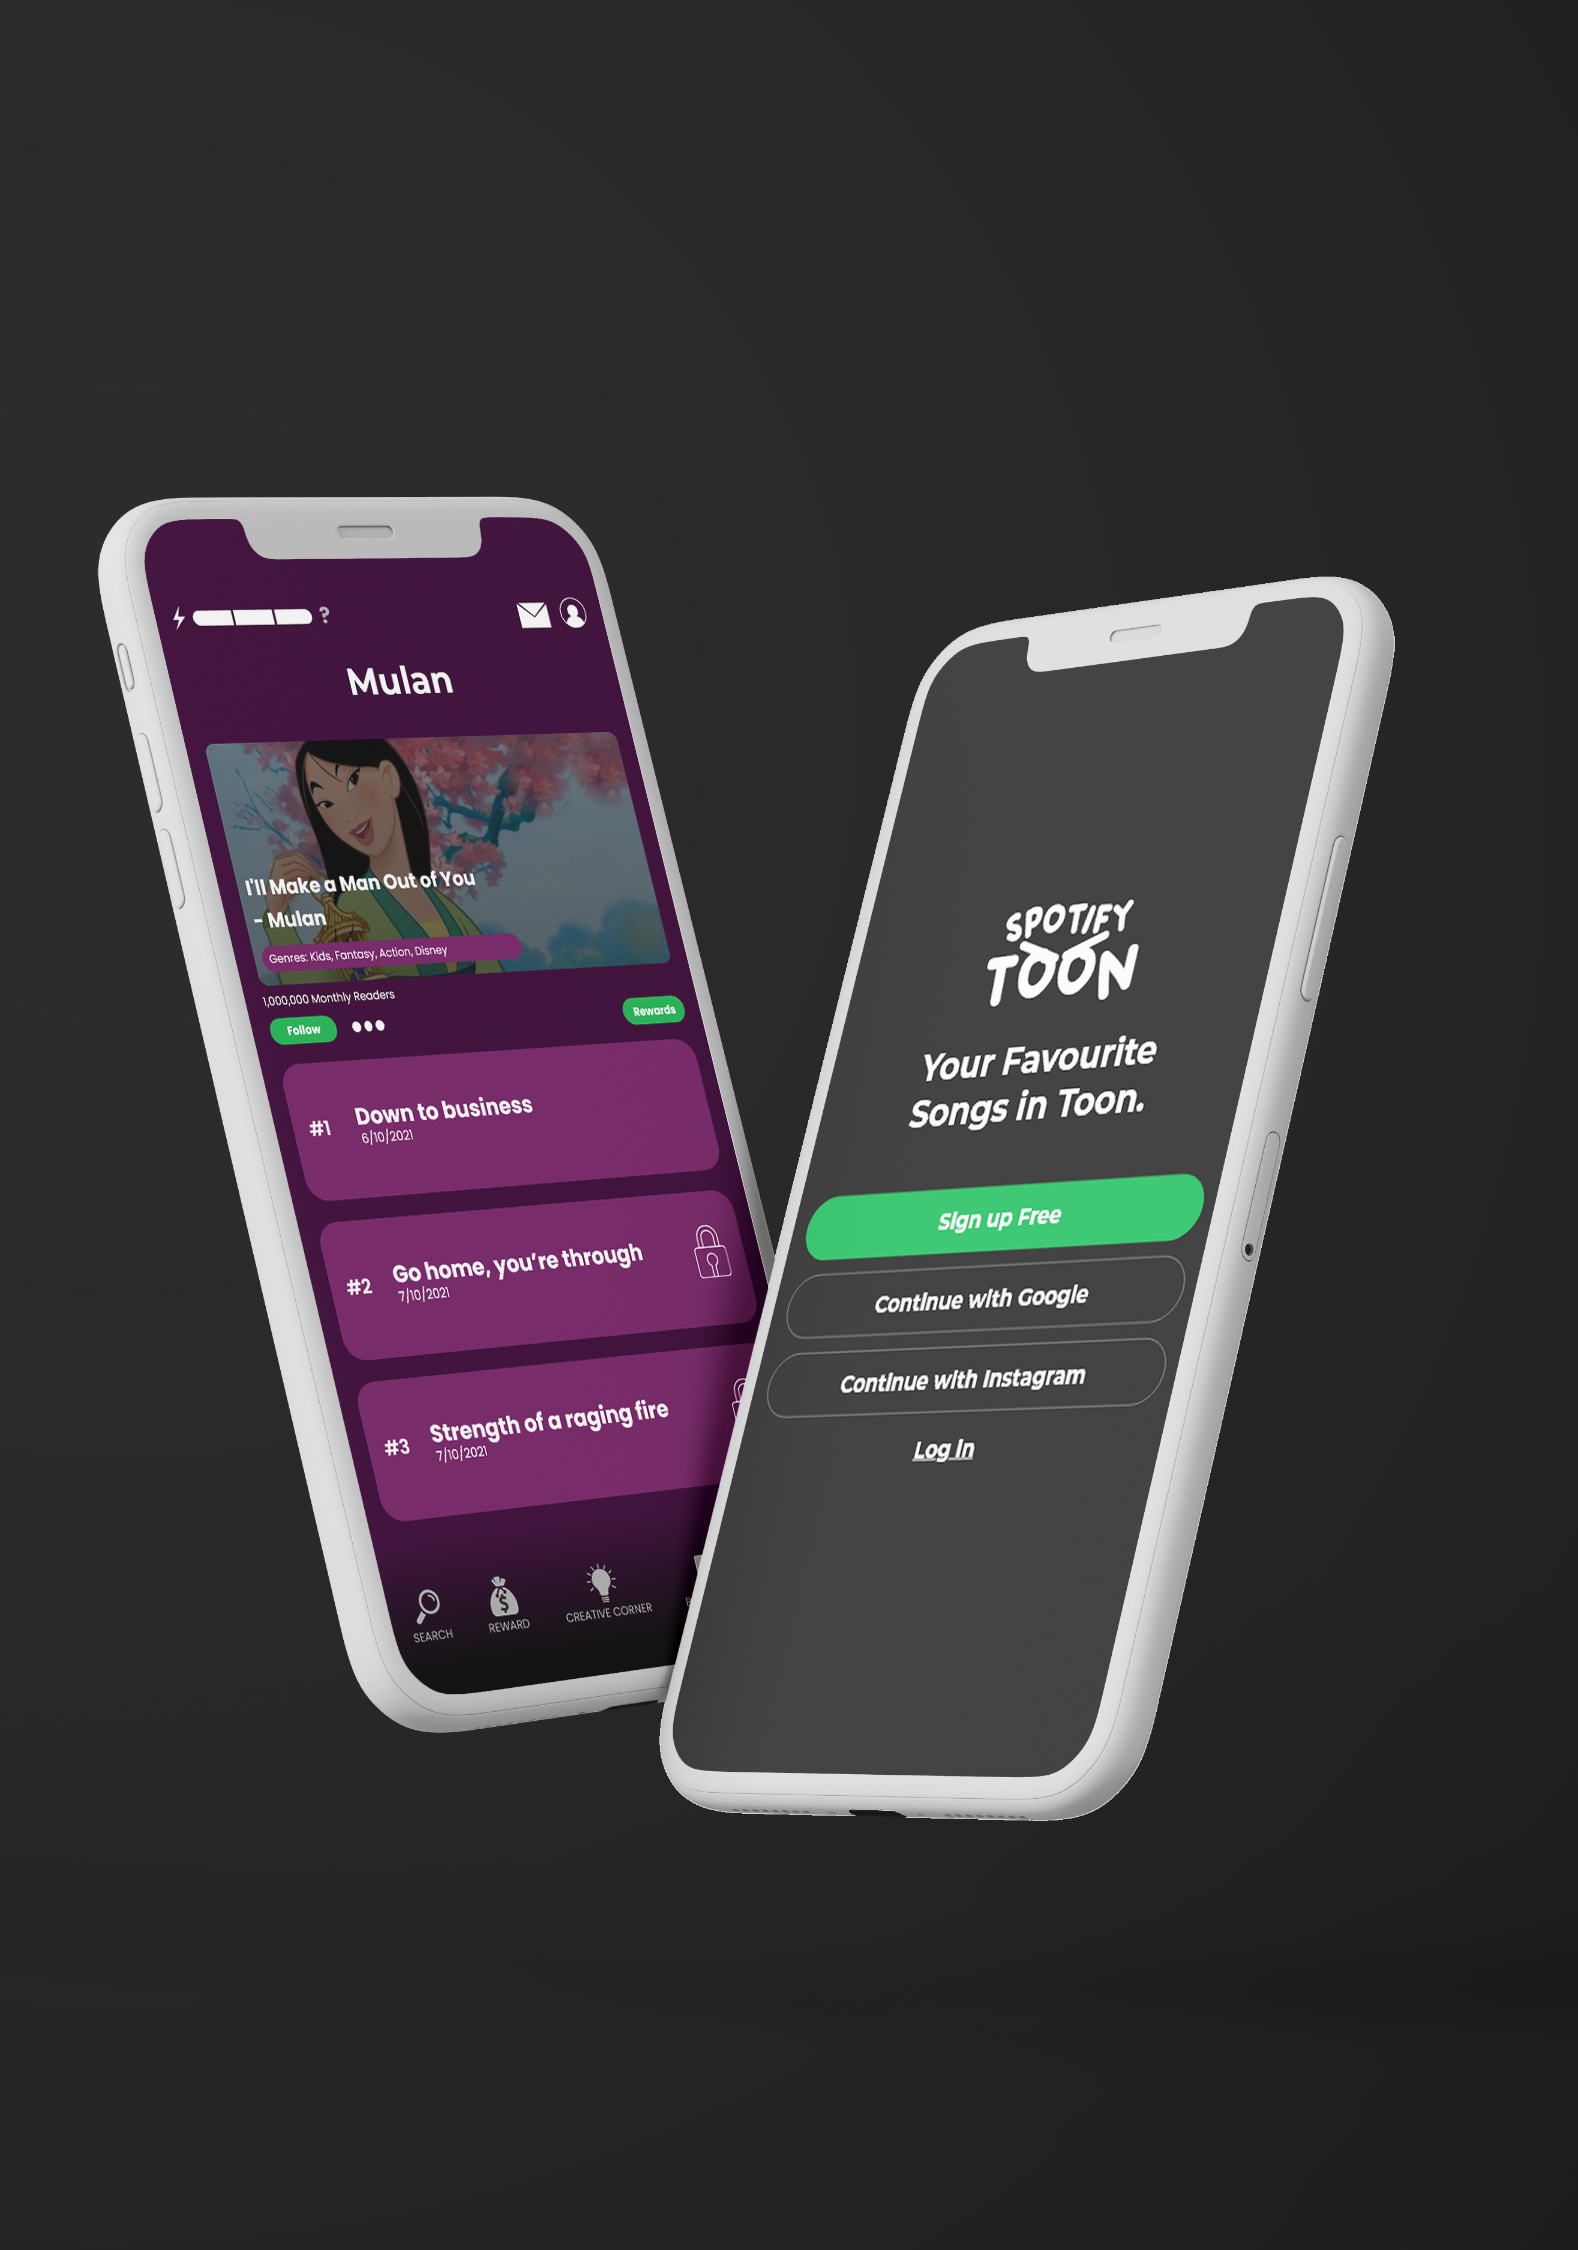 ?
Mulan
I'll Make a Man Out of You
- Mulan
Genres: Kids, Fantasy, Action, Disney
1,000,000 Monthly Readers
Follow
Rewards
#1
Down to business
6/10/2021
#2
Go home, you're through
7/10/2021
#3
Strength of a raging fire
7/10/2021
SEARCH
REWARD
CREATIVE CORNER
SPOTIFY
TOON
Your Favourite
Songs in Toon.
Sign up Free
Continue with Google
Continue with Instagram
Log in